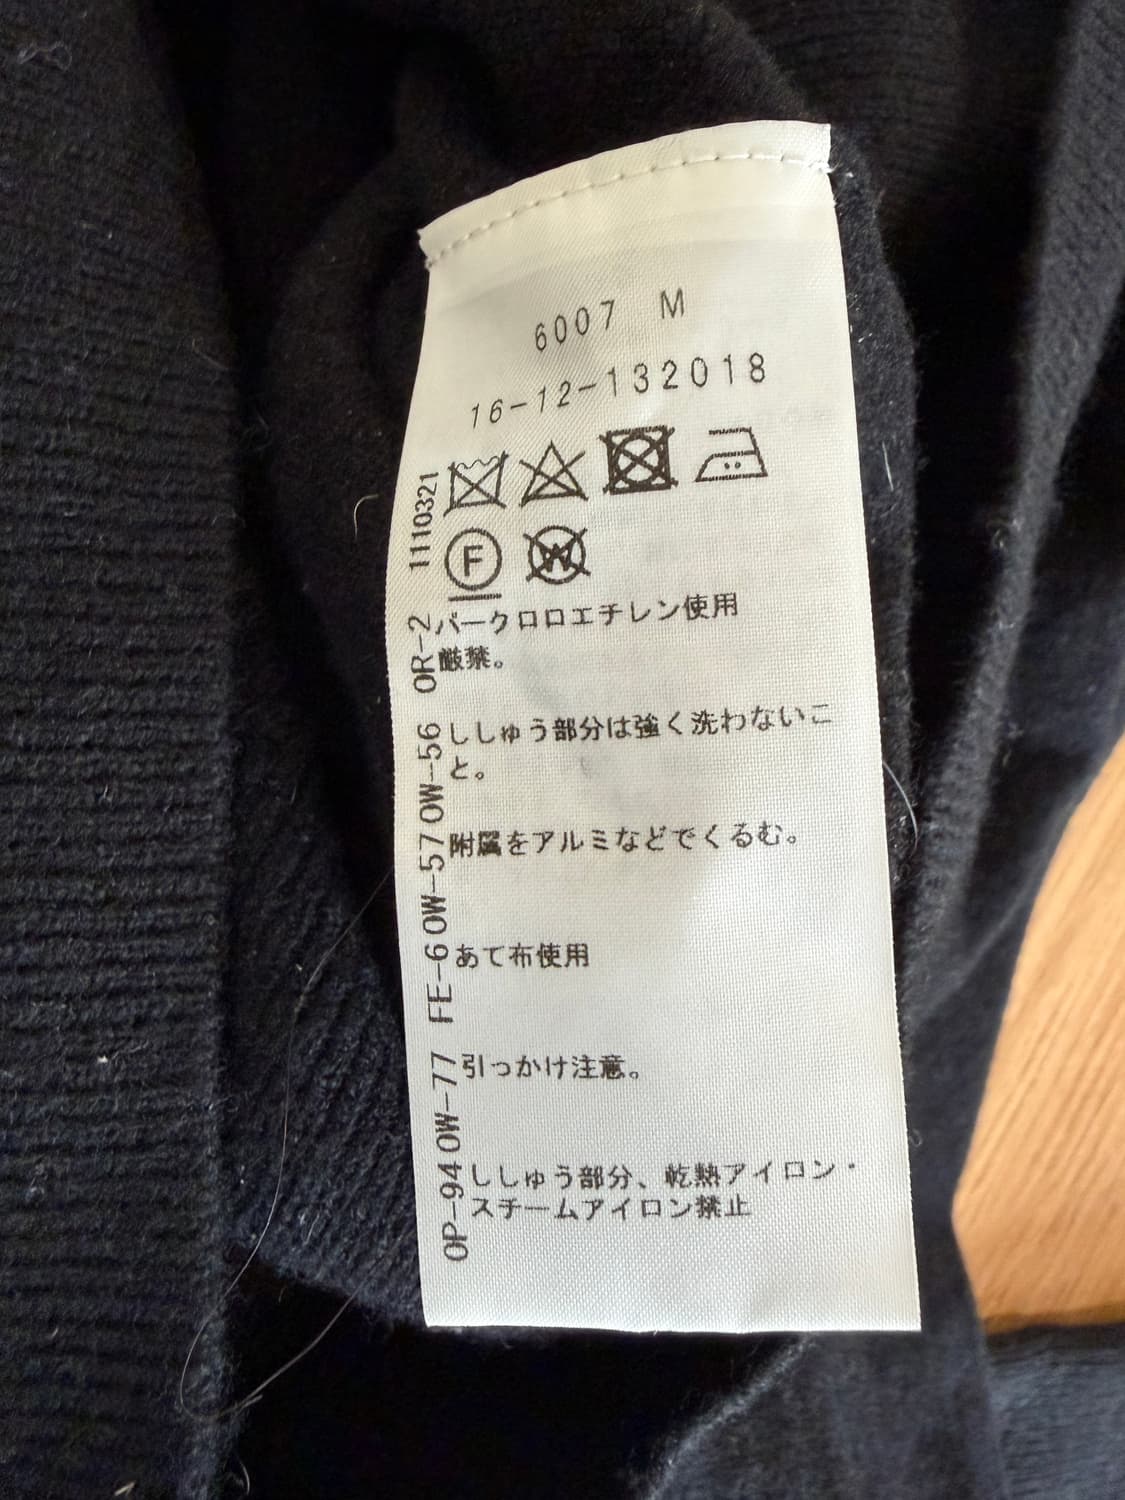 6007 M
16-12-132018
F
W
1110321
OR-2
パークロロエチレン使用
厳禁。
OW-56
ししゅう部分は強く洗わないこ
と。
OW-57
附属をアルミなどでくるむ。
FE-6
あて布使用
OW-77
引っかけ注意。
OP-94
ししゅう部分、乾熱アイロン・
スチームアイロン禁止